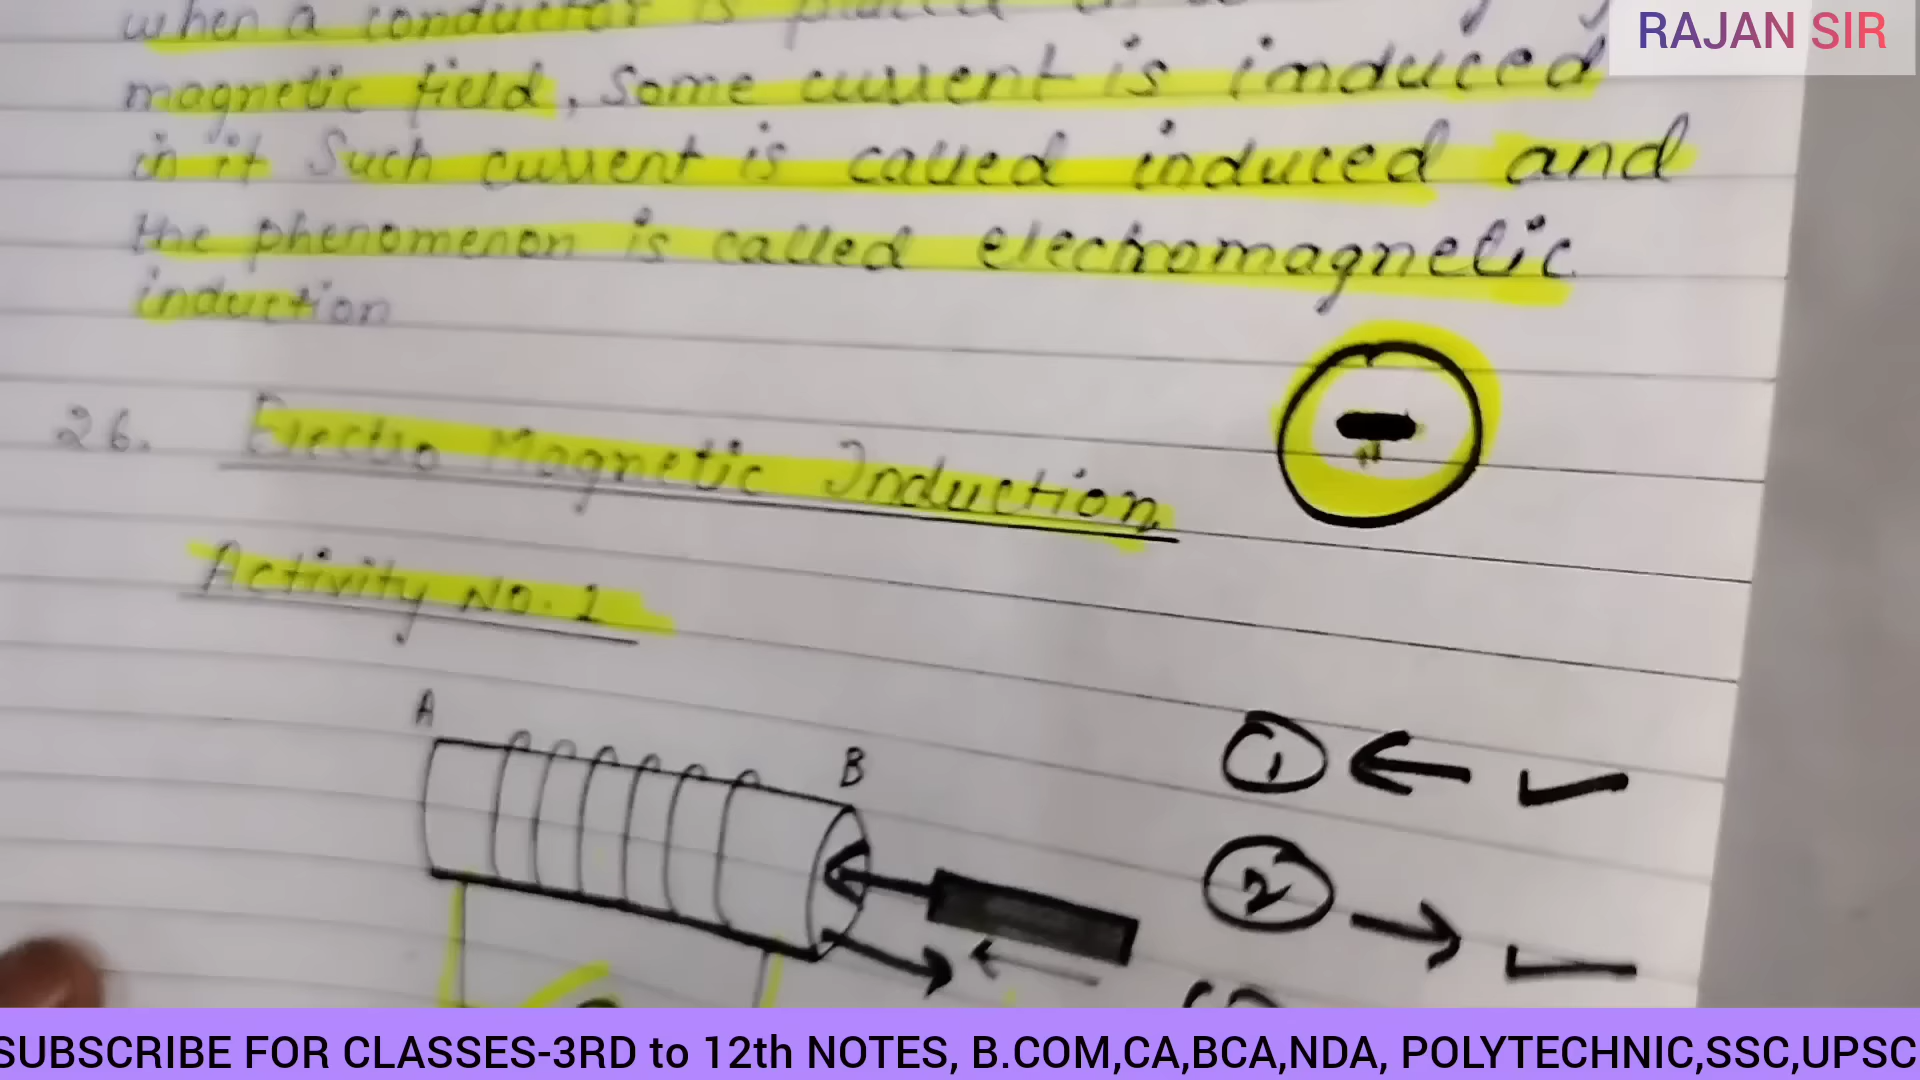 when a conductor is placed
RAJAN SIR
magnetic field, some current is induced
in it Such current is called induced and
the phenomenon is called electromagnetic
induction
26. Electro Magnetic Induction
Activity No. 1
A
B
1
2
SUBSCRIBE FOR CLASSES-3RD to 12th NOTES, B.COM,CA,BCA,NDA, POLYTECHNIC,SSC,UPSC